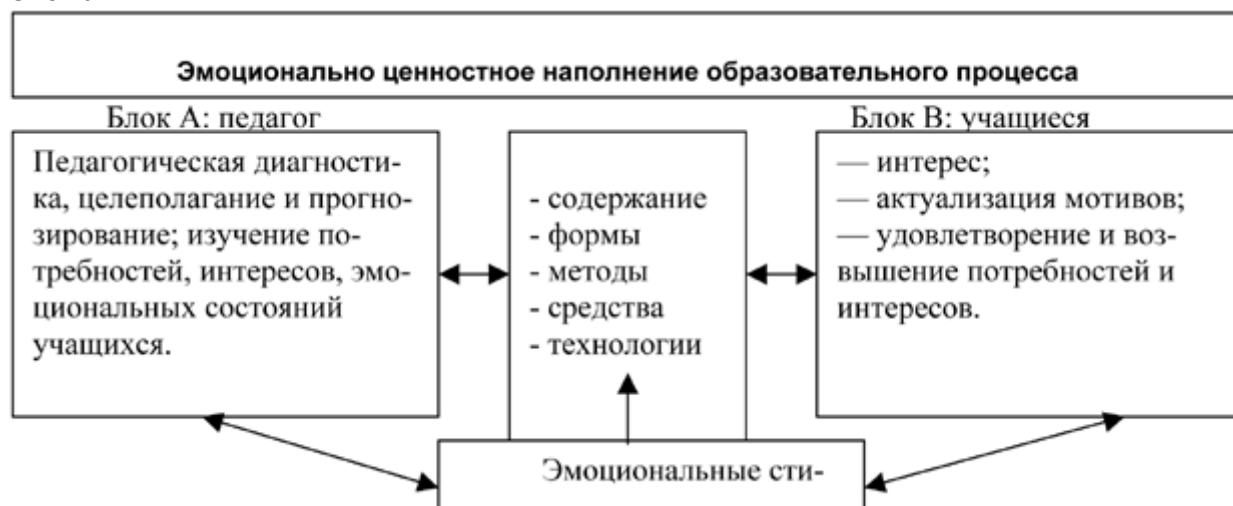 Эмоционально ценностное наполнение образовательного процесса
Блок А: педагог
Педагогическая диагности-
ка, целеполагание и прогно-
зирование; изучение по-
требностей, интересов, эмо-
циональных состояний
учащихся.
- содержание
- формы
- методы
- средства
- технологии
Блок В: учащиеся
— интерес;
— актуализация мотивов;
— удовлетворение и воз-
вышение потребностей и
интересов.
Эмоциональные сти-